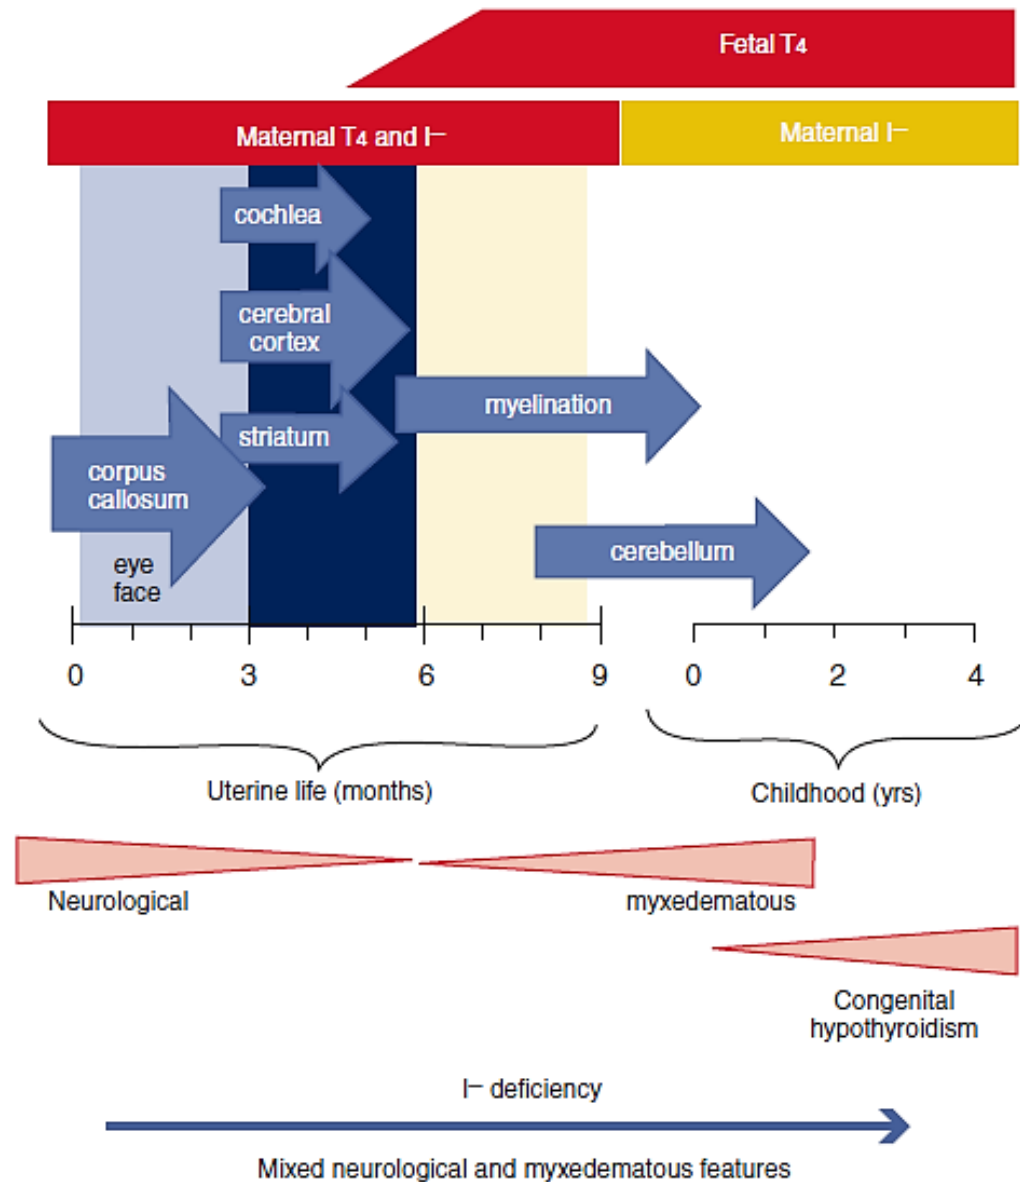 Fetal T4
Maternal T4 and I–
Maternal I–
cochlea
cerebral
cortex
myelination
striatum
corpus
callosum
cerebellum
eye
face
0 3 6 9 0 2 4
Uterine life (months)
Childhood (yrs)
Neurological
myxedematous
Congenital
hypothyroidism
I– deficiency
Mixed neurological and myxedematous features